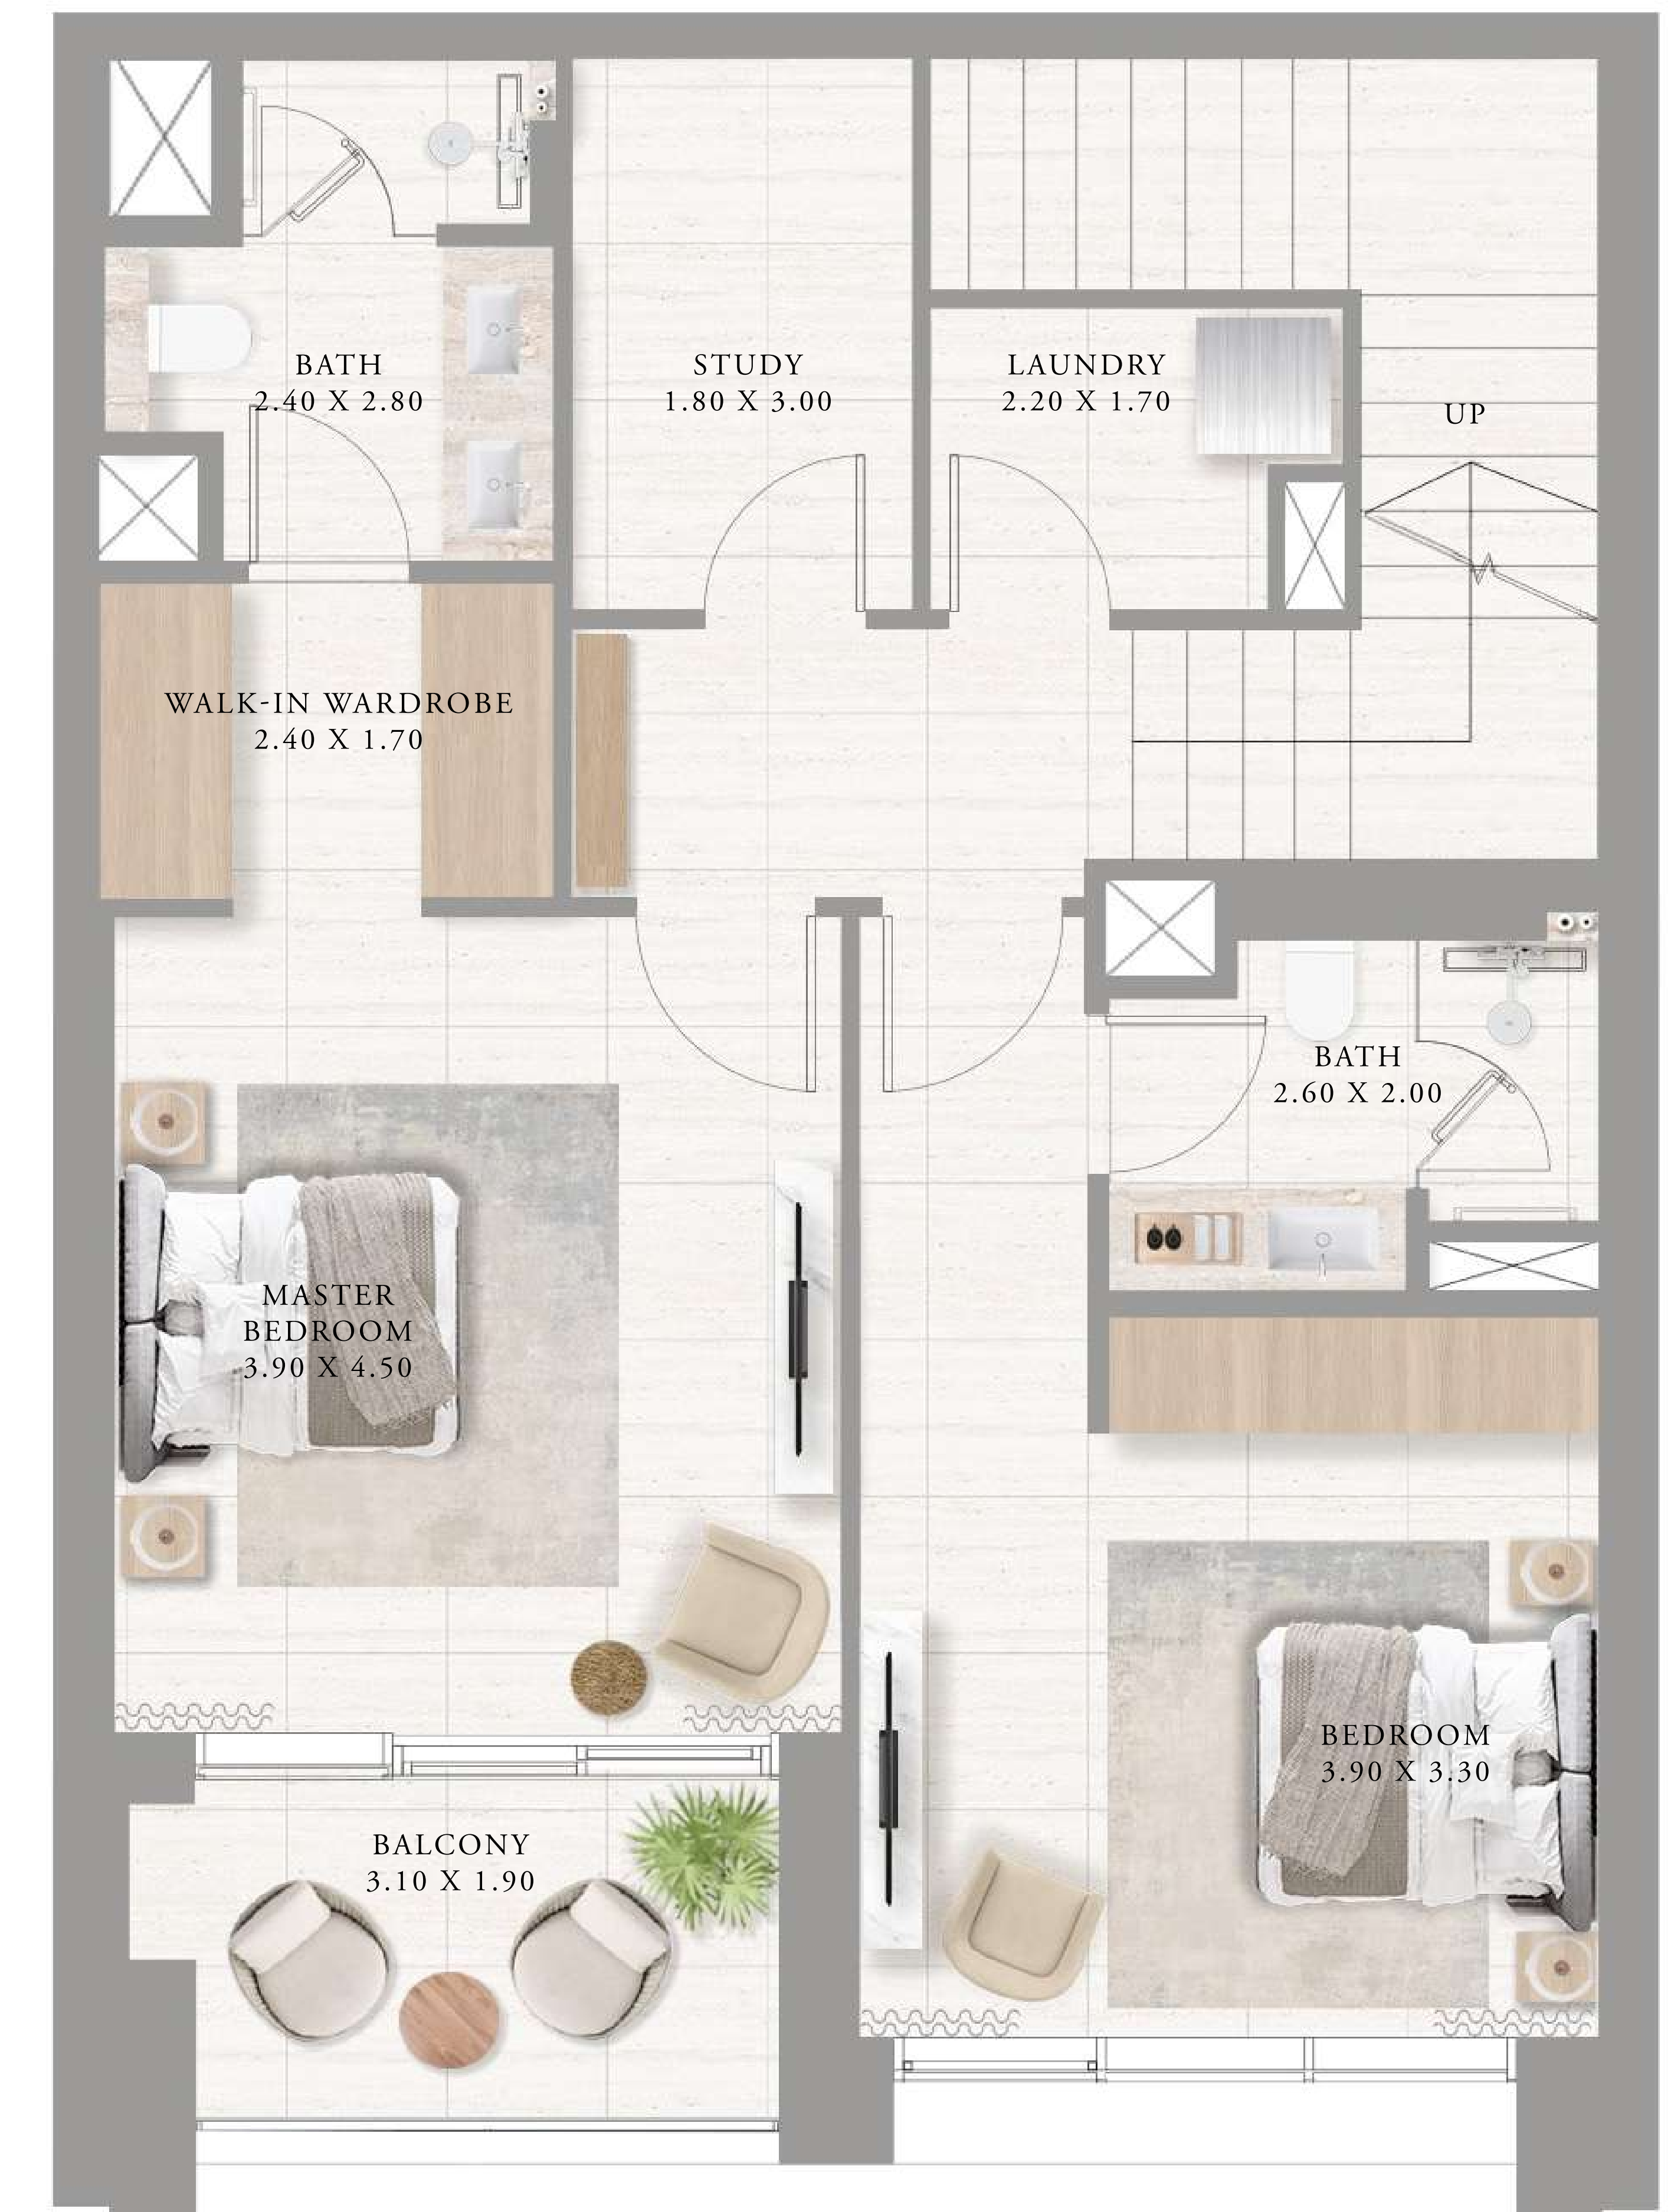 BATH
2.40 X 2.80
STUDY
1.80 X 3.00
LAUNDRY
2.20 X 1.70
UP
WALK-IN WARDROBE
2.40 X 1.70
BATH
2.60 X 2.00
MASTER
BEDROOM
3.90 X 4.50
BEDROOM
3.90 X 3.30
BALCONY
3.10 X 1.90